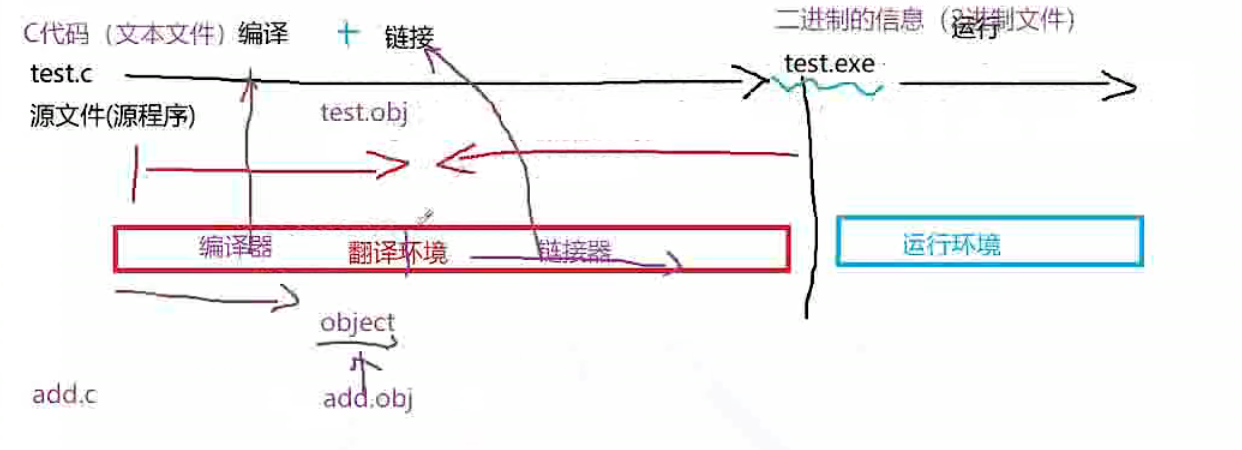 C代码（文本文件）编译 + 链接
二进制的信息（2进制文件）
运行
test.c
test.exe
源文件(源程序)
test.obj
编译器
翻译环境
链接器
运行环境
object
add.c
add.obj